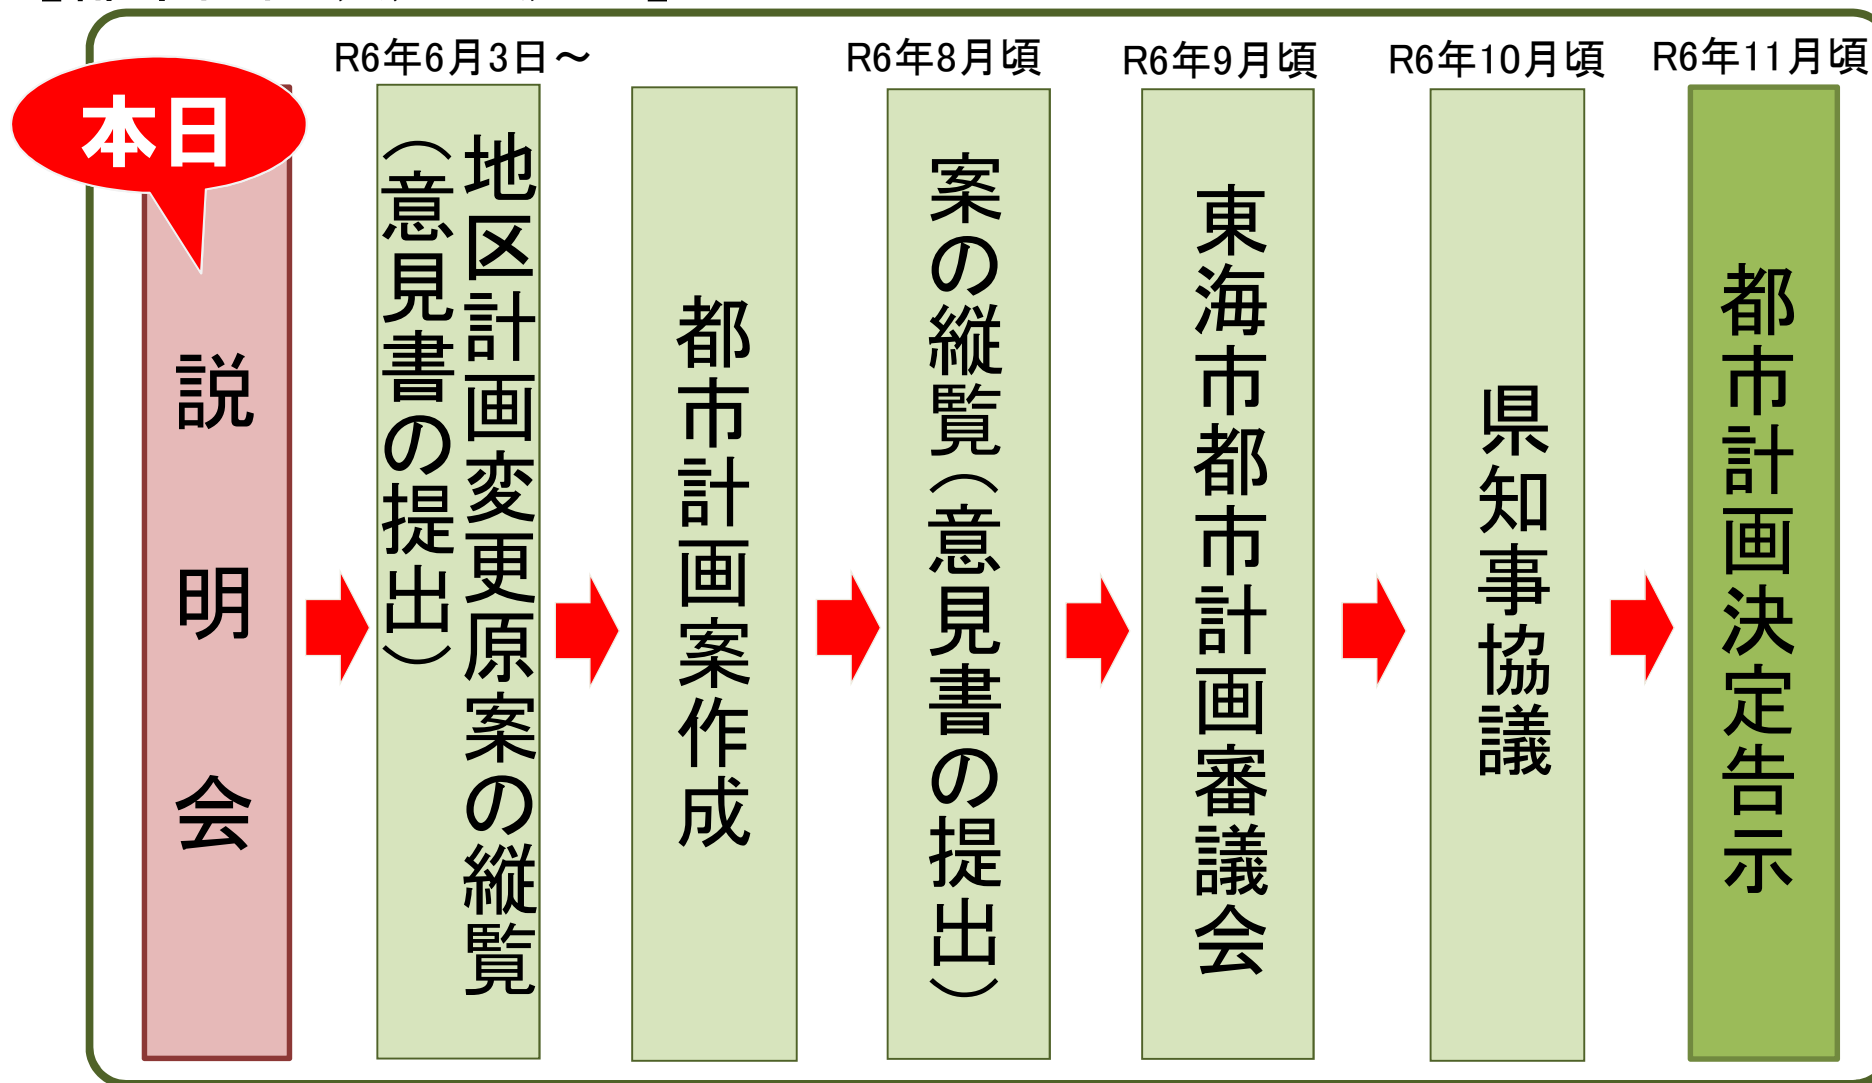 本日
説明会
R6年6月3日～
地区計画変更原案の縦覧
（意見書の提出）
都市計画案作成
R6年8月頃
案の縦覧（意見書の提出）
R6年9月頃
東海市都市計画審議会
R6年10月頃
県知事協議
R6年11月頃
都市計画決定告示